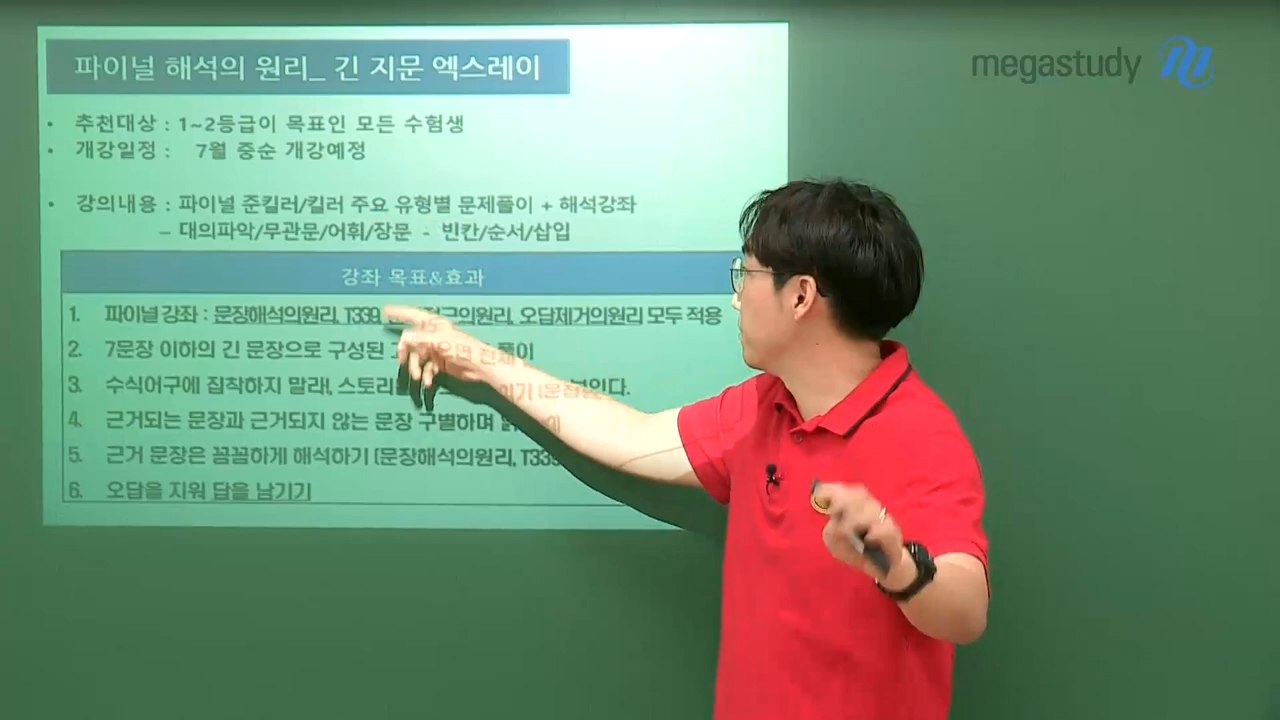 megastudy
파이널 해석의 원리_ 긴 지문 엑스레이
• 추천대상 : 1~2등급이 목표인 모든 수험생
• 개강일정 : 7월 중순 개강예정
• 강의내용 : 파이널 준킬러/킬러 주요 유형별 문제풀이 + 해석강좌
– 대의파악/무관문/어휘/장문 - 빈칸/순서/삽입
강좌 목표&효과
1. 파이널 강좌 : 문장해석의원리, T339, 오답제거의원리 모두 적용
2. 7문장 이하의 긴 문장으로 구성된
3. 수식어구에 집착하지 말라!, 스토리
4. 근거되는 문장과 근거되지 않는 문장 구별하며
5. 근거 문장은 꼼꼼하게 해석하기 (문장해석의원리, T339
6. 오답을 지워 답을 남기기